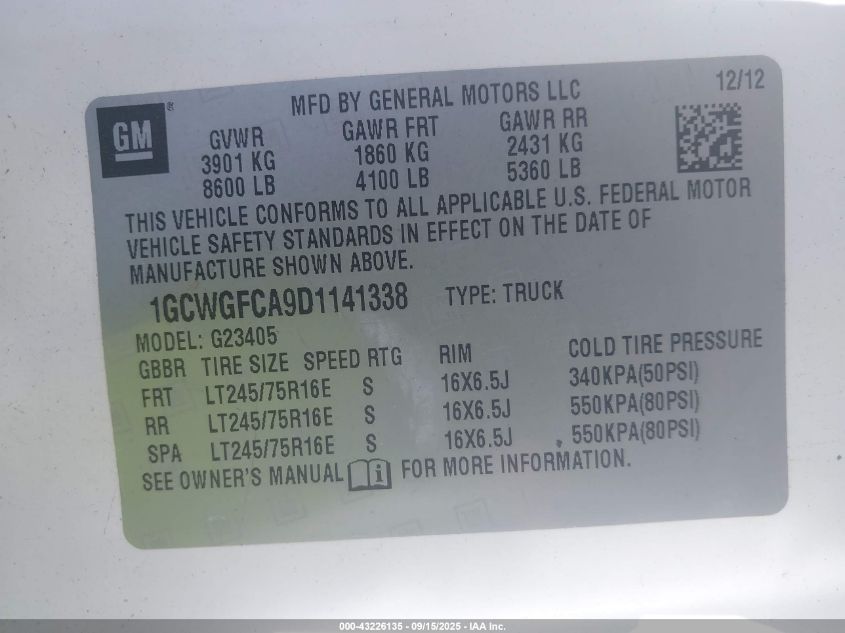 12/12
MFD BY GENERAL MOTORS LLC
GM®
GVWR GAWR FRT GAWR RR
3901 KG 1860 KG 2431 KG
8600 LB 4100 LB 5360 LB
THIS VEHICLE CONFORMS TO ALL APPLICABLE U.S. FEDERAL MOTOR
VEHICLE SAFETY STANDARDS IN EFFECT ON THE DATE OF
MANUFACTURE SHOWN ABOVE.
1GCWGFCA9D1141338 TYPE: TRUCK
MODEL: G23405
GBBR TIRE SIZE SPEED RTG RIM COLD TIRE PRESSURE
FRT LT245/75R16E S 16X6.5J 340KPA(50PSI)
RR LT245/75R16E S 16X6.5J 550KPA(80PSI)
SPA LT245/75R16E S 16X6.5J 550KPA(80PSI)
SEE OWNER'S MANUAL i FOR MORE INFORMATION.
000-43226135 - 09/15/2025 - IAA Inc.